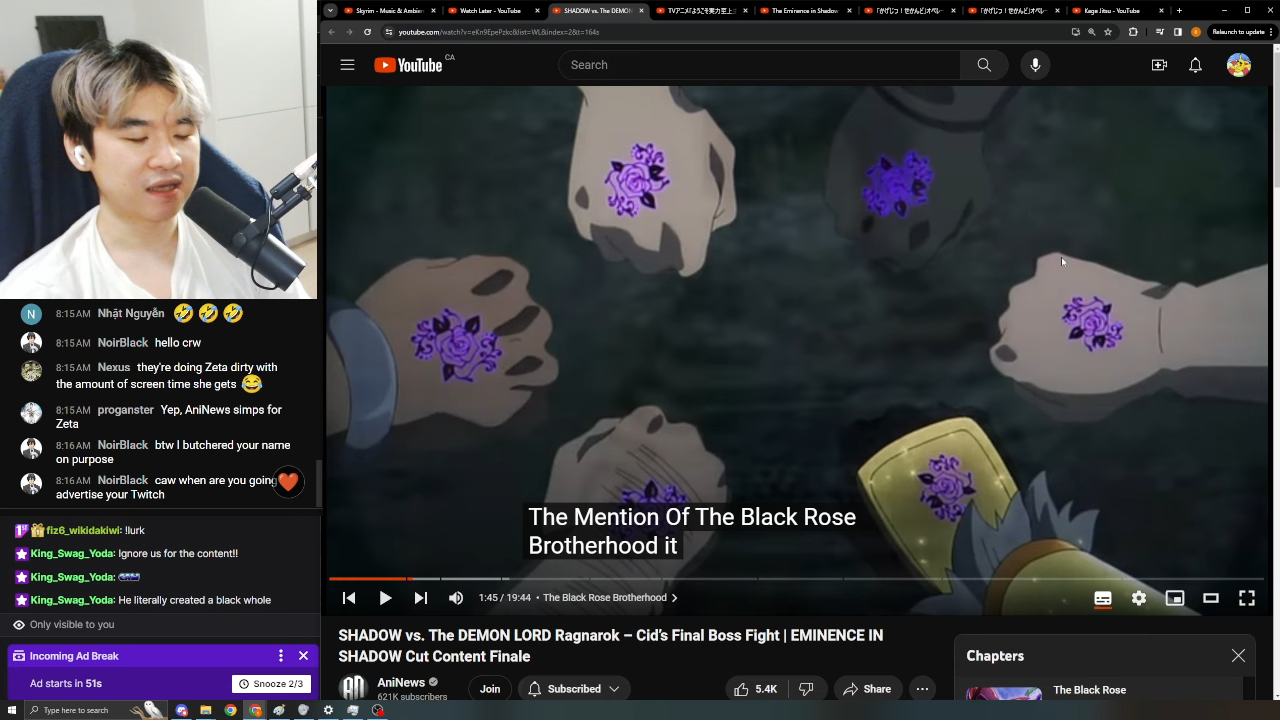 Skyrim - Music & Ambien
Watch Later - YouTube
SHADOW vs. The DEMON
The Eminence in Shadow
Kage Jitsu - YouTube
youtube.com/watch?v=eKn9EpePzkc&list=WL&index=2&t=164s
Relaunch to update
YouTube CA
Search
The Mention Of The Black Rose
Brotherhood it
1:45 / 19:44 • The Black Rose Brotherhood
SHADOW vs. The DEMON LORD Ragnarok – Cid's Final Boss Fight | EMINENCE IN
SHADOW Cut Content Finale
AniNews
621K subscribers
Join
Subscribed
5.4K
Share
Chapters
The Black Rose
N
8:15 AM Nhật Nguyễn 🤣🤣🤣
8:15 AM NoirBlack hello crw
8:15 AM Nexus they're doing Zeta dirty with
the amount of screen time she gets 😂
8:15 AM proganster Yep, AniNews simps for
Zeta
8:16 AM NoirBlack btw I butchered your name
on purpose
8:16 AM NoirBlack caw when are you going
advertise your Twitch
fiz6_wikidakiwi: !lurk
King_Swag_Yoda: Ignore us for the content!!
King_Swag_Yoda:
King_Swag_Yoda: He literally created a black whole
Only visible to you
Incoming Ad Break
Ad starts in 51s
Snooze 2/3
Type here to search